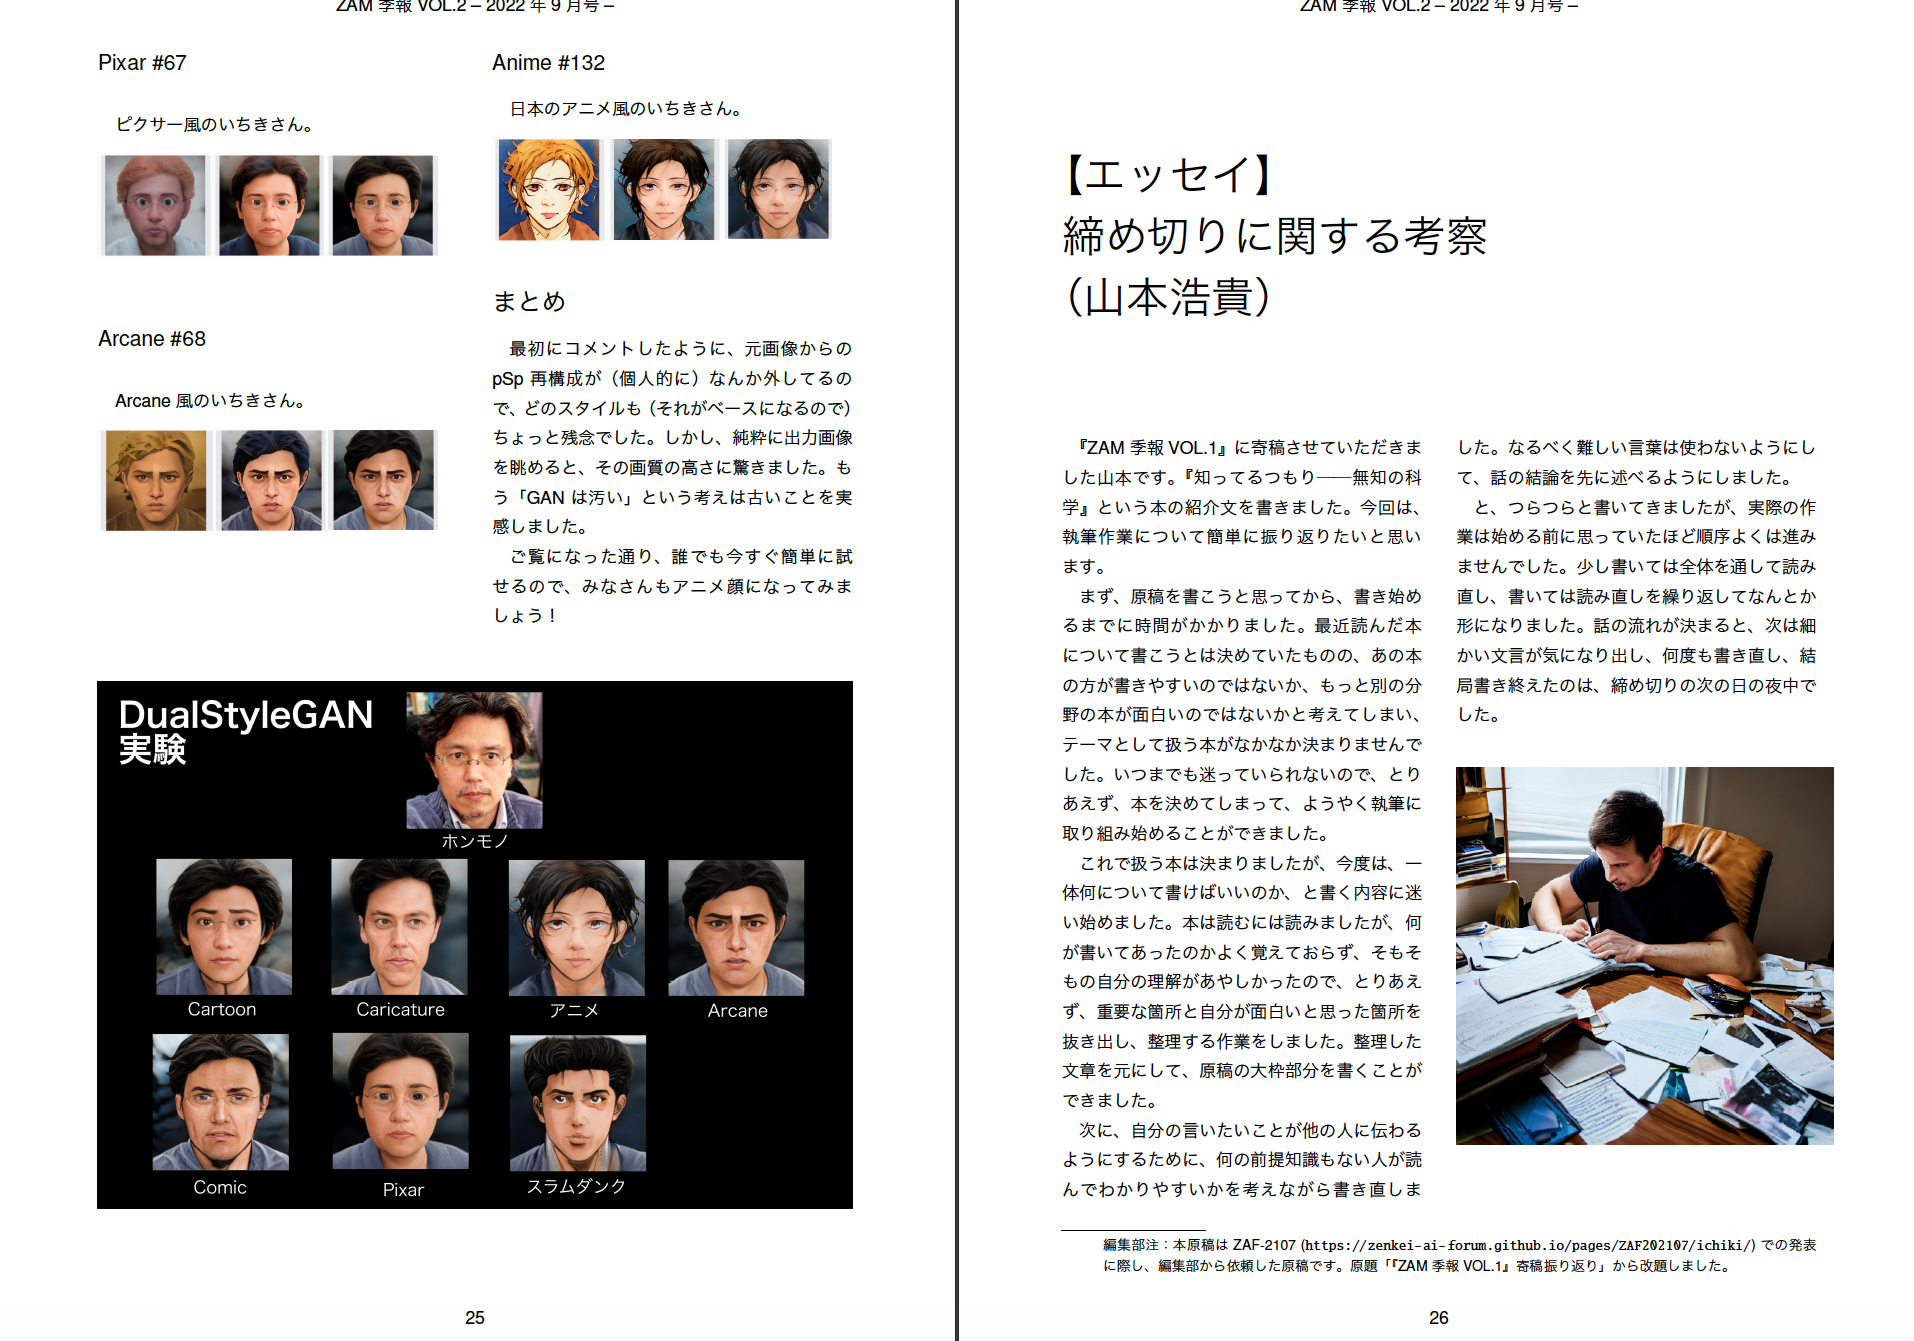 ZAM 季報 VOL.2 – 2022 年 9 月号 –
Pixar #67
ピクサー風のいちきさん。
Arcane #68
Arcane 風のいちきさん。
Anime #132
日本のアニメ風のいちきさん。
まとめ
最初にコメントしたように、元画像からの
pSp 再構成が（個人的に）なんか外してるの
で、どのスタイルも（それがベースになるので）
ちょっと残念でした。しかし、純粋に出力画像
を眺めると、その画質の高さに驚きました。も
う「GAN は汚い」という考えは古いことを実
感しました。
ご覧になった通り、誰でも今すぐ簡単に試
せるので、みなさんもアニメ顔になってみま
しょう！
DualStyleGAN
実験
ホンモノ
Cartoon
Caricature
アニメ
Arcane
Comic
Pixar
スラムダンク
25
ZAM 季報 VOL.2 – 2022 年 9 月号 –
【エッセイ】
締め切りに関する考察
（山本浩貴）
『ZAM 季報 VOL.1』に寄稿させていただきま
した山本です。『知ってるつもり——無知の科
学』という本の紹介文を書きました。今回は、
執筆作業について簡単に振り返りたいと思い
ます。
まず、原稿を書こうと思ってから、書き始め
るまでに時間がかかりました。最近読んだ本
について書こうとは決めていたものの、あの本
の方が書きやすいのではないか、もっと別の分
野の本が面白いのではないかと考えてしまい、
テーマとして扱う本がなかなか決まりませんで
した。いつまでも迷っていられないので、とり
あえず、本を決めてしまって、ようやく執筆に
取り組み始めることができました。
これで扱う本は決まりましたが、今度は、一
体何について書けばいいのか、と書く内容に迷
い始めました。本は読むには読みましたが、何
が書いてあったのかよく覚えておらず、そもそ
もの自分の理解があやしかったので、とりあえ
ず、重要な箇所と自分が面白いと思った箇所を
抜き出し、整理する作業をしました。整理した
文章を元にして、原稿の大枠部分を書くことが
できました。
次に、自分の言いたいことが他の人に伝わる
ようにするために、何の前提知識もない人が読
んでわかりやすいかを考えながら書き直しま
した。なるべく難しい言葉は使わないようにし
て、話の結論を先に述べるようにしました。
と、つらつらと書いてきましたが、実際の作
業は始める前に思っていたほど順序よくは進み
ませんでした。少し書いては全体を通して読み
直し、書いては読み直しを繰り返してなんとか
形になりました。話の流れが決まると、次は細
かい文言が気になり出し、何度も書き直し、結
局書き終えたのは、締め切りの次の日の夜中で
した。
編集部注：本原稿は ZAF-2107 (https://zenkei-ai-forum.github.io/pages/ZAF202107/ichiki/) での発表
に際し、編集部から依頼した原稿です。原題「『ZAM 季報 VOL.1』寄稿振り返り」から改題しました。
26